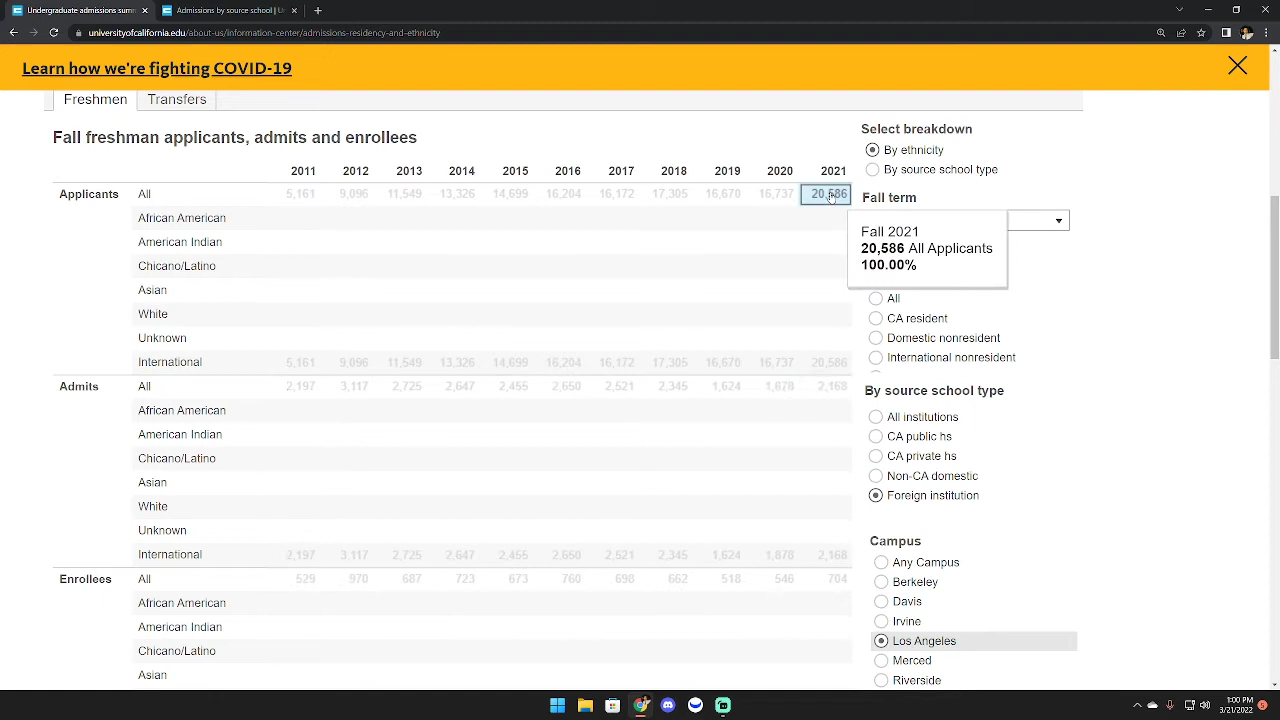 Undergraduate admissions sum
Admissions by source school | U
universityofcalifornia.edu/about-us/information-center/admissions-residency-and-ethnicity
Learn how we're fighting COVID-19
Freshmen Transfers
Fall freshman applicants, admits and enrollees
2011 2012 2013 2014 2015 2016 2017 2018 2019 2020 2021
Applicants All 5,161 9,096 11,549 13,326 14,699 16,204 16,172 17,305 16,670 16,737 20,586
African American
American Indian
Chicano/Latino
Asian
White
Unknown
International 5,161 9,096 11,549 13,326 14,699 16,204 16,172 17,305 16,670 16,737 20,586
Admits All 2,197 3,117 2,725 2,647 2,455 2,650 2,521 2,345 1,624 1,878 2,168
African American
American Indian
Chicano/Latino
Asian
White
Unknown
International 2,197 3,117 2,725 2,647 2,455 2,650 2,521 2,345 1,624 1,878 2,168
Enrollees All 529 970 687 723 673 760 698 662 518 546 704
African American
American Indian
Chicano/Latino
Asian
Select breakdown
By ethnicity
By source school type
Fall term
Fall 2021
20,586 All Applicants
100.00%
All
CA resident
Domestic nonresident
International nonresident
By source school type
All institutions
CA public hs
CA private hs
Non-CA domestic
Foreign institution
Campus
Any Campus
Berkeley
Davis
Irvine
Los Angeles
Merced
Riverside
1:00 PM
3/21/2022